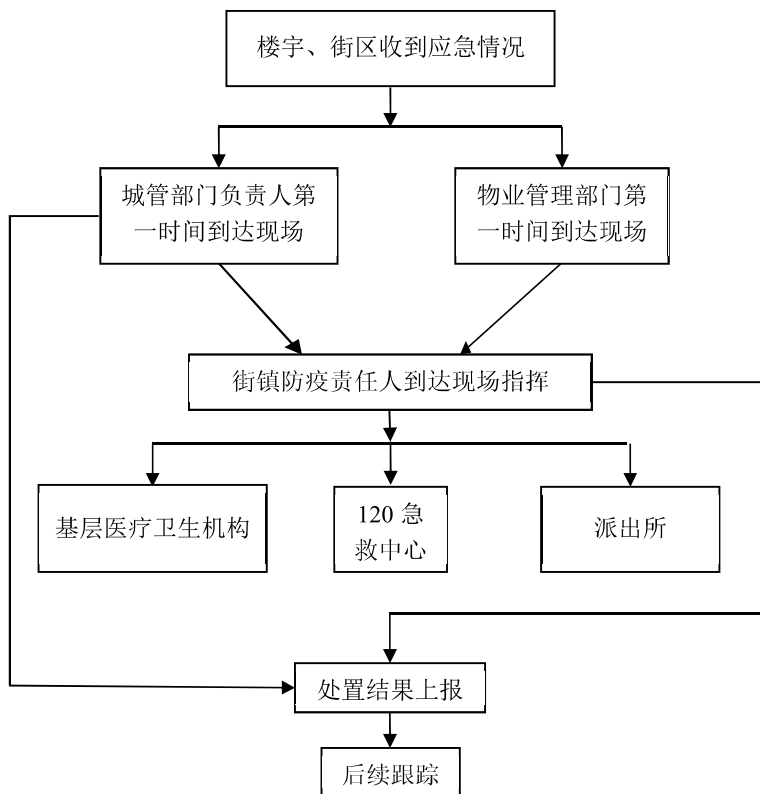 楼宇、街区收到应急情况
城管部门负责人第
一时间到达现场
物业管理部门第
一时间到达现场
街镇防疫责任人到达现场指挥
基层医疗卫生机构
120 急
救中心
派出所
处置结果上报
后续跟踪